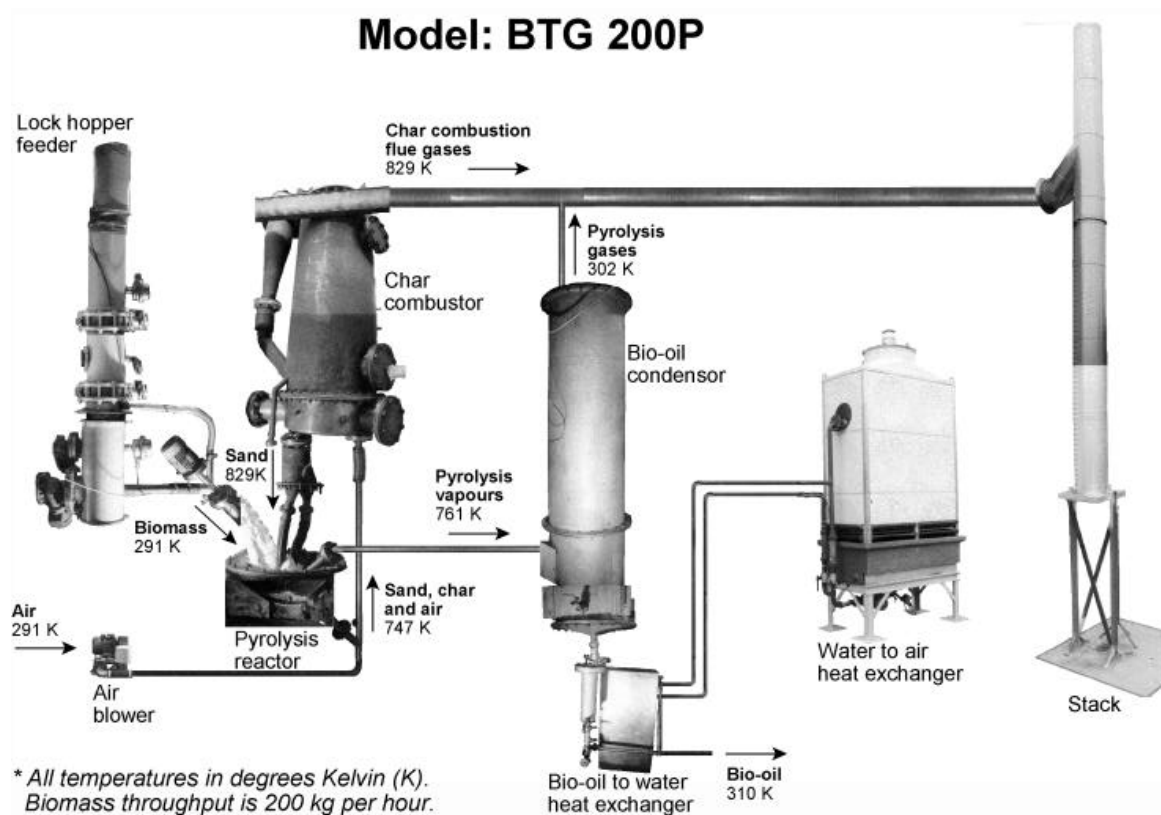 Model: BTG 200P
Lock hopper
feeder
Char combustion
flue gases
829 K
Pyrolysis
gases
302 K
Char
combustor
Bio-oil
condensor
Sand
829K
Pyrolysis
vapours
761 K
Biomass
291 K
Sand, char
and air
747 K
Air
291 K
Pyrolysis
reactor
Water to air
heat exchanger
Air
blower
Stack
Bio-oil to water
heat exchanger
Bio-oil
310 K
* All temperatures in degrees Kelvin (K).
Biomass throughput is 200 kg per hour.